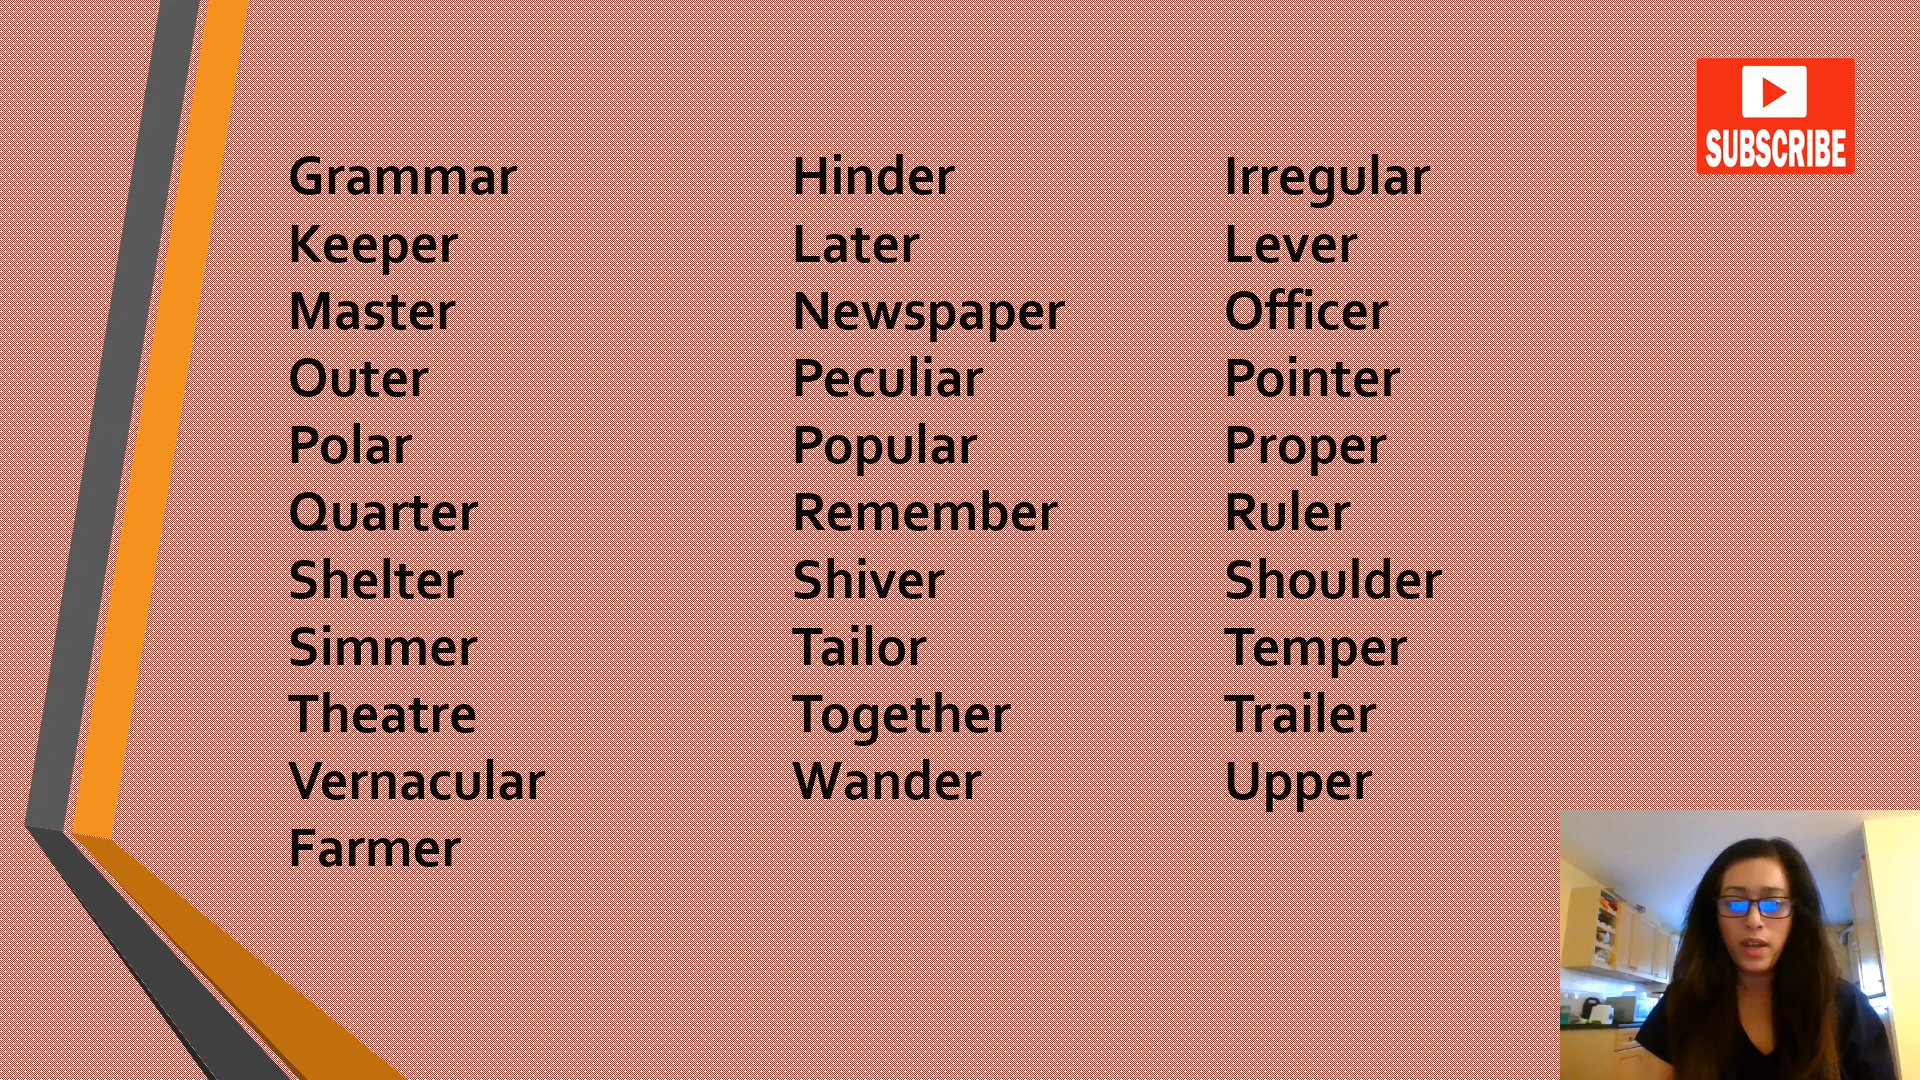 Grammar Hinder Irregular
Keeper Later Lever
Master Newspaper Officer
Outer Peculiar Pointer
Polar Popular Proper
Quarter Remember Ruler
Shelter Shiver Shoulder
Simmer Tailor Temper
Theatre Together Trailer
Vernacular Wander Upper
Farmer
SUBSCRIBE